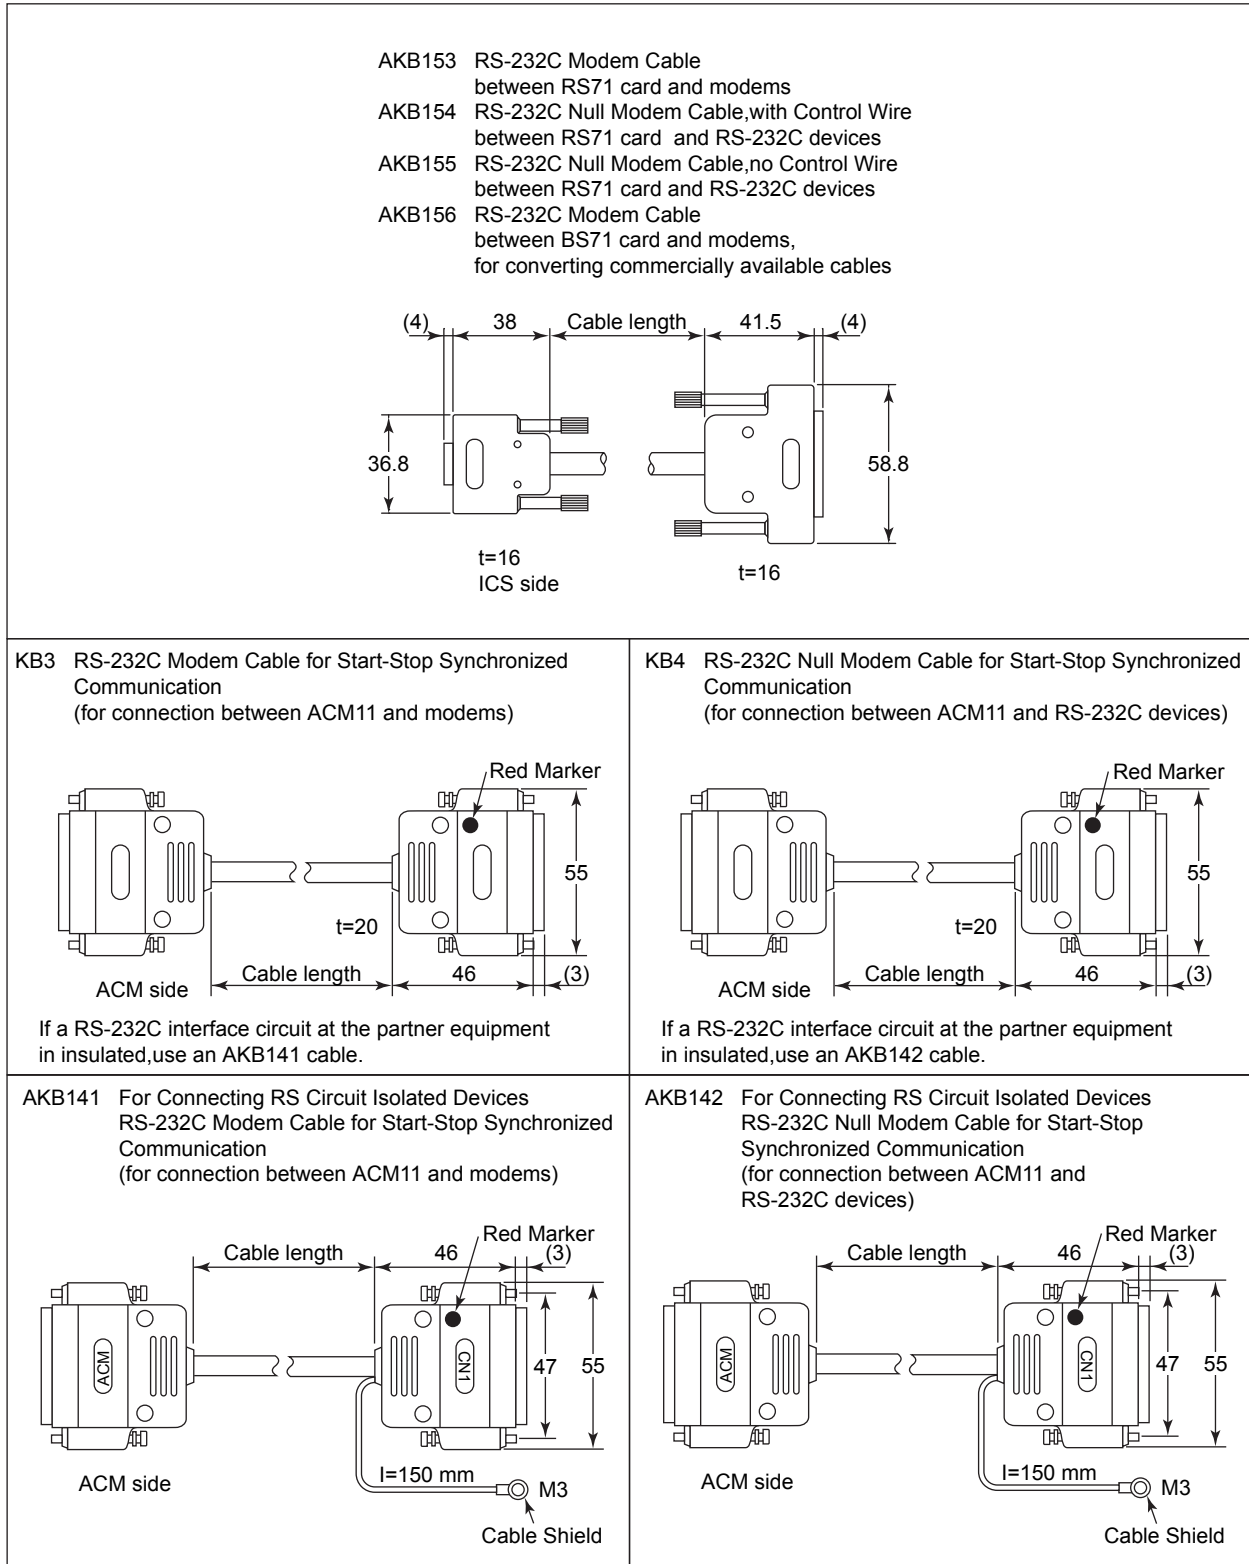 AKB153 RS-232C Modem Cable
between RS71 card and modems
AKB154 RS-232C Null Modem Cable,with Control Wire
between RS71 card and RS-232C devices
AKB155 RS-232C Null Modem Cable,no Control Wire
between RS71 card and RS-232C devices
AKB156 RS-232C Modem Cable
between BS71 card and modems,
for converting commercially available cables
(4) 38 Cable length 41.5 (4)
36.8
58.8
t=16
ICS side
t=16
KB3 RS-232C Modem Cable for Start-Stop Synchronized
Communication
(for connection between ACM11 and modems)
Red Marker
55
t=20
Cable length 46 (3)
ACM side
If a RS-232C interface circuit at the partner equipment
in insulated,use an AKB141 cable.
KB4 RS-232C Null Modem Cable for Start-Stop Synchronized
Communication
(for connection between ACM11 and RS-232C devices)
Red Marker
55
t=20
Cable length 46 (3)
ACM side
If a RS-232C interface circuit at the partner equipment
in insulated,use an AKB142 cable.
AKB141 For Connecting RS Circuit Isolated Devices
RS-232C Modem Cable for Start-Stop Synchronized
Communication
(for connection between ACM11 and modems)
Red Marker
Cable length 46 (3)
ACM
CN1
47 55
I=150 mm
M3
ACM side
Cable Shield
AKB142 For Connecting RS Circuit Isolated Devices
RS-232C Null Modem Cable for Start-Stop
Synchronized Communication
(for connection between ACM11 and
RS-232C devices)
Red Marker
Cable length 46 (3)
ACM
CN1
47 55
I=150 mm
M3
ACM side
Cable Shield